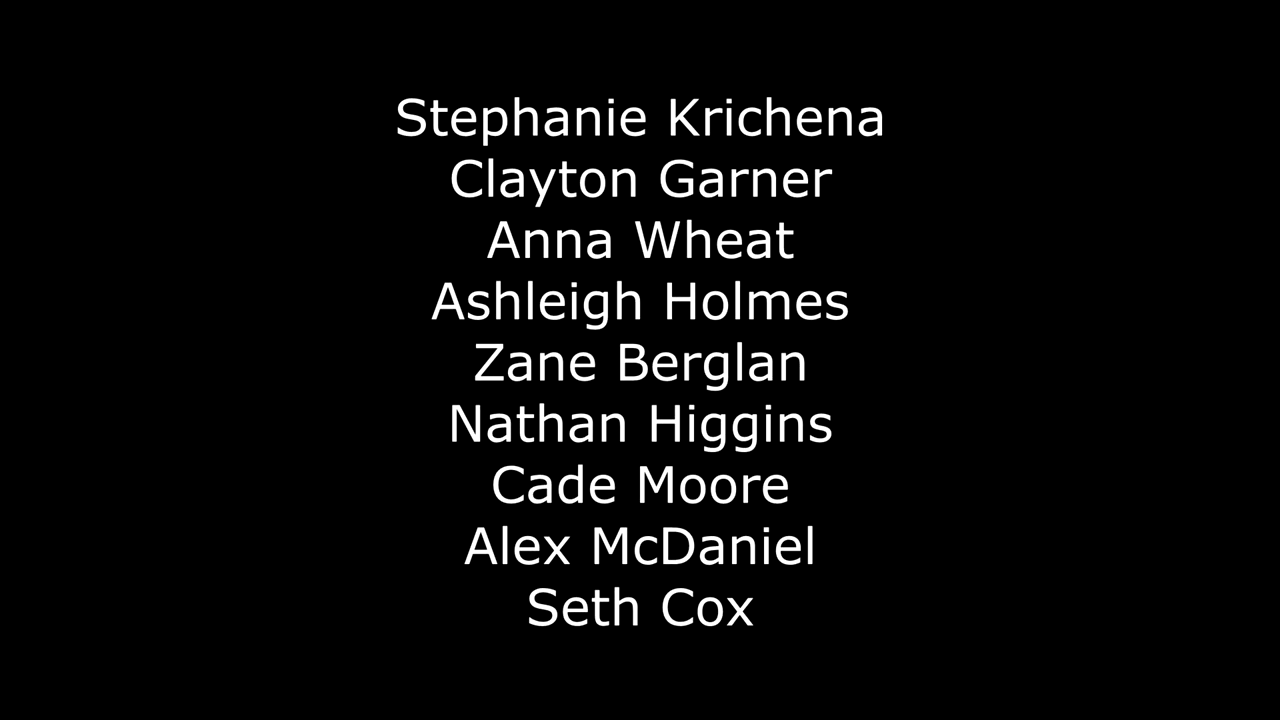 Stephanie Krichena
Clayton Garner
Anna Wheat
Ashleigh Holmes
Zane Berglan
Nathan Higgins
Cade Moore
Alex McDaniel
Seth Cox